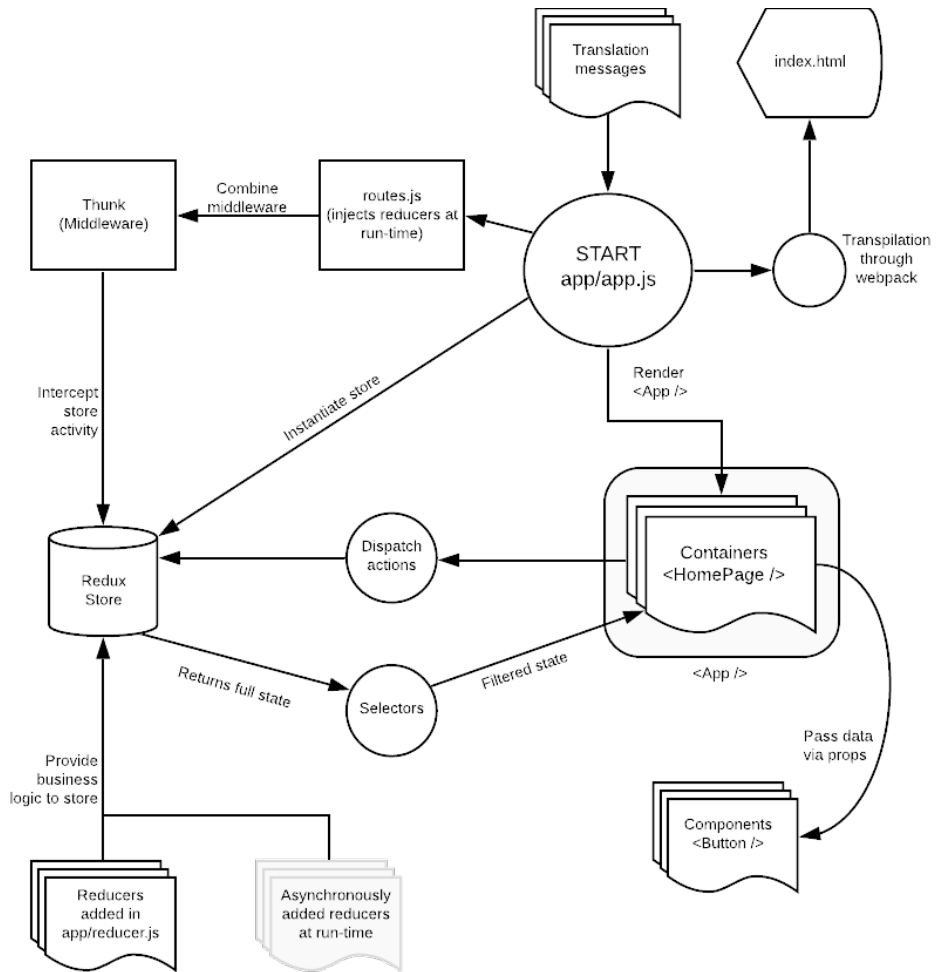 Translation
messages
index.html
Thunk
(Middleware)
Combine
middleware
routes.js
(injects reducers at
run-time)
START
app/app.js
Transpilation
through
webpack
Intercept
store
activity
Instantiate store
Render
<App />
Redux
Store
Dispatch
actions
Containers
<HomePage />
Returns full state
Selectors
Filtered state
<App />
Provide
business
logic to store
Pass data
via props
Components
<Button />
Reducers
added in
app/reducer.js
Asynchronously
added reducers
at run-time